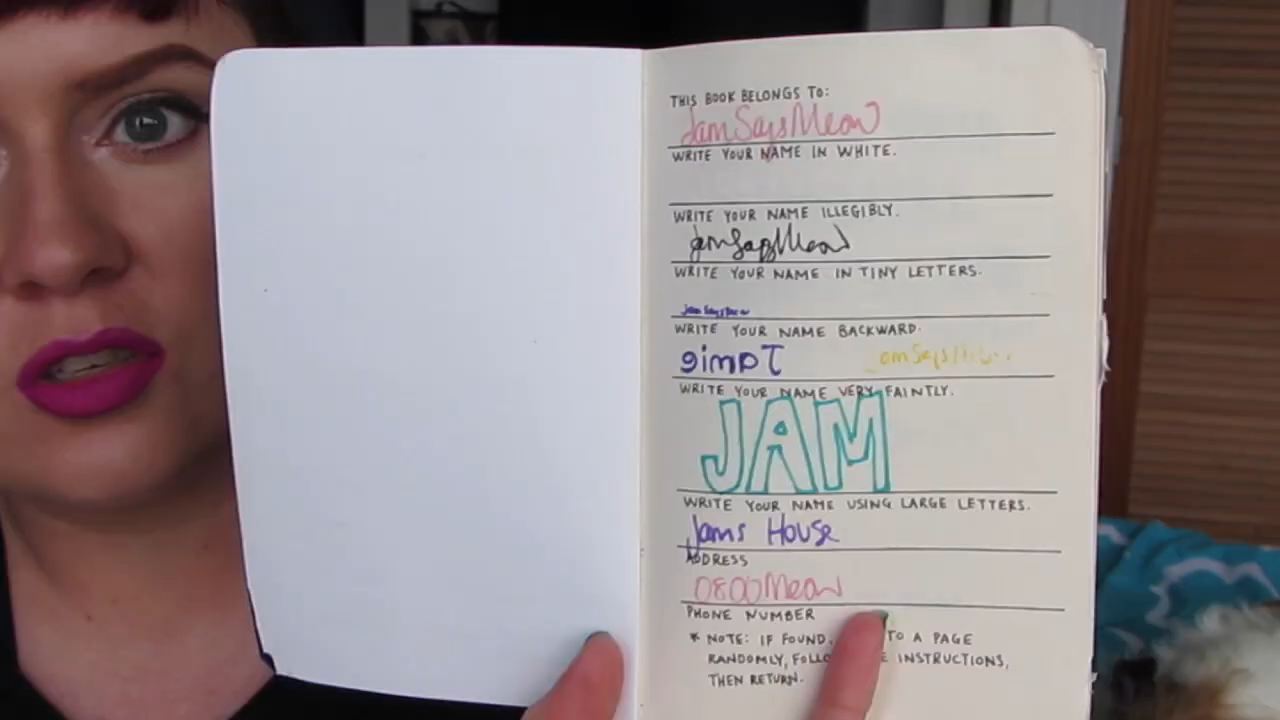 THIS BOOK BELONGS TO:
JamSaysMeow
WRITE YOUR NAME IN WHITE.
WRITE YOUR NAME ILLEGIBLY.
JamSaysMeow
WRITE YOUR NAME IN TINY LETTERS.
JamSaysMeow
WRITE YOUR NAME BACKWARD.
WRITE YOUR NAME VERY FAINTLY.
JAM
WRITE YOUR NAME USING LARGE LETTERS.
Jams House
ADDRESS
0800Meow
PHONE NUMBER
* NOTE: IF FOUND, TO A PAGE
RANDOMLY, INSTRUCTIONS,
THEN RETURN.